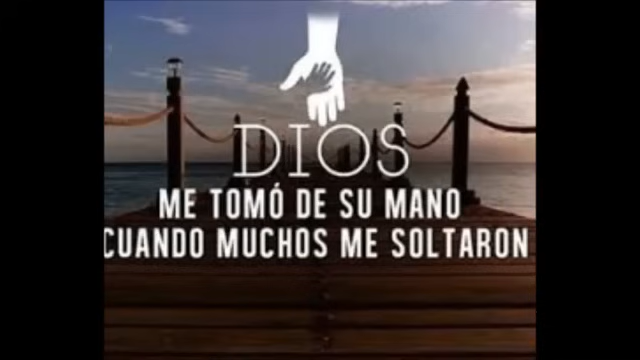 DIOS
ME TOMÓ DE SU MANO
CUANDO MUCHOS ME SOLTARON